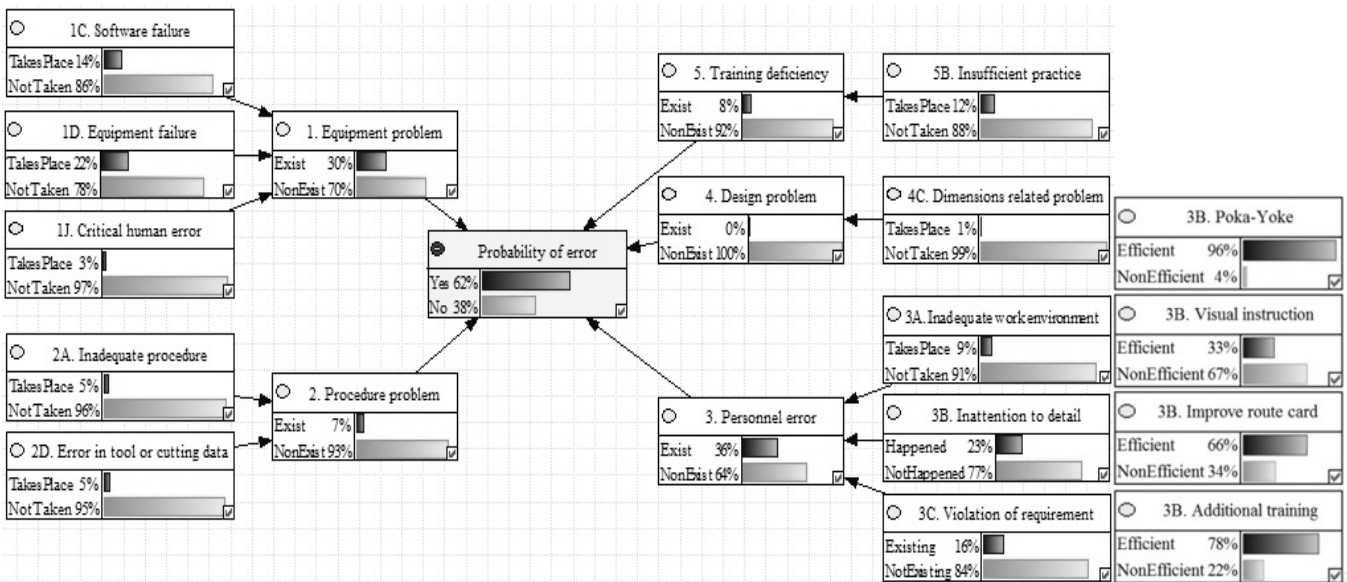 1C. Software failure
TakesPlace 14%
NotTaken 86%
1D. Equipment failure
TakesPlace 22%
NotTaken 78%
1J. Critical human error
TakesPlace 3%
NotTaken 97%
2A. Inadequate procedure
TakesPlace 5%
NotTaken 96%
2D. Error in tool or cutting data
TakesPlace 5%
NotTaken 95%
1. Equipment problem
Exist 30%
NonExist 70%
2. Procedure problem
Exist 7%
NonExist 93%
Probability of error
Yes 62%
No 38%
5. Training deficiency
Exist 8%
NonExist 92%
4. Design problem
Exist 0%
NonExist 100%
3. Personnel error
Exist 36%
NonExist 64%
5B. Insufficient practice
TakesPlace 12%
NotTaken 88%
4C. Dimensions related problem
TakesPlace 1%
NotTaken 99%
3A. Inadequate work environment
TakesPlace 9%
NotTaken 91%
3B. Inattention to detail
Happened 23%
NotHappened 77%
3C. Violation of requirement
Existing 16%
NotExisting 84%
3B. Poka-Yoke
Efficient 96%
NonEfficient 4%
3B. Visual instruction
Efficient 33%
NonEfficient 67%
3B. Improve route card
Efficient 66%
NonEfficient 34%
3B. Additional training
Efficient 78%
NonEfficient 22%